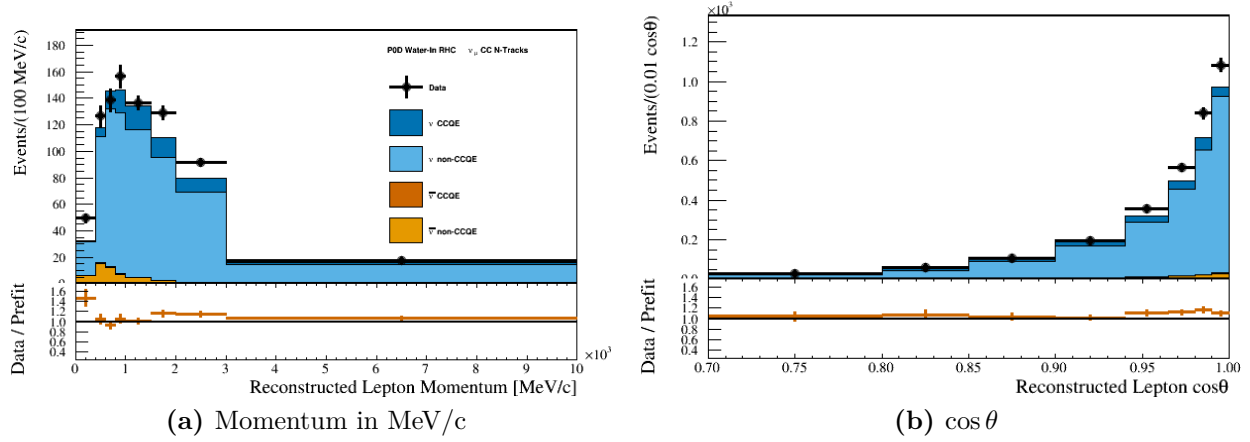 Events/(100 MeV/c)
180
160
140
120
100
80
60
40
20
0
P0D Water-In RHC ν μ CC N-Tracks
Data
ν CCQE
ν non-CCQE
ν̅ CCQE
ν̅ non-CCQE
Data / Prefit
1.6
1.4
1.2
1.0
0.8
0.6
0.4
0 1 2 3 4 5 6 7 8 9 10
×10³
Reconstructed Lepton Momentum [MeV/c]
(a) Momentum in MeV/c
×10³
Events/(0.01 cosθ)
1.2
1.0
0.8
0.6
0.4
0.2
0.0
Data / Prefit
1.6
1.4
1.2
1.0
0.8
0.6
0.4
0.70 0.75 0.80 0.85 0.90 0.95 1.00
Reconstructed Lepton cosθ
(b) cos θ